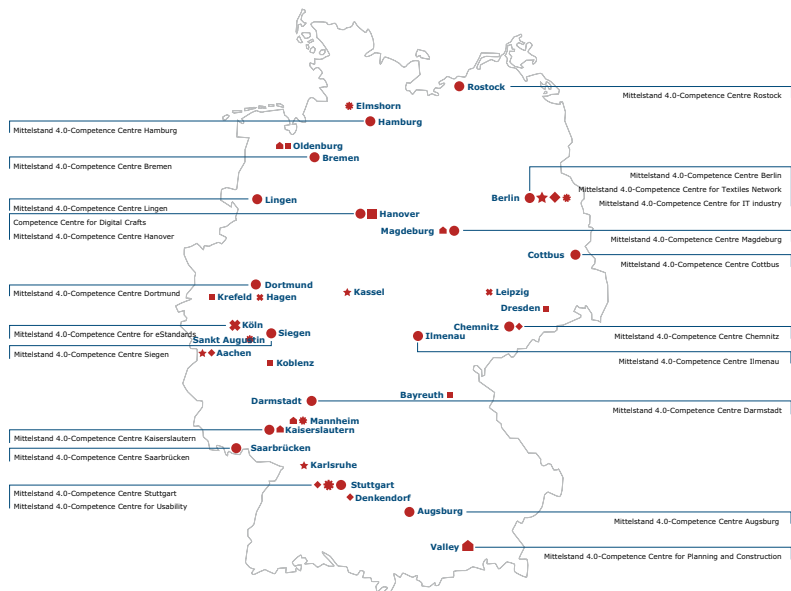 Rostock
Mittelstand 4.0-Competence Centre Rostock
Elmshorn
Hamburg
Mittelstand 4.0-Competence Centre Hamburg
Oldenburg
Bremen
Mittelstand 4.0-Competence Centre Bremen
Mittelstand 4.0-Competence Centre Berlin
Mittelstand 4.0-Competence Centre for Textiles Network
Mittelstand 4.0-Competence Centre for IT industry
Berlin
Lingen
Mittelstand 4.0-Competence Centre Lingen
Hanover
Competence Centre for Digital Crafts
Mittelstand 4.0-Competence Centre Hanover
Magdeburg
Mittelstand 4.0-Competence Centre Magdeburg
Cottbus
Mittelstand 4.0-Competence Centre Cottbus
Dortmund
Mittelstand 4.0-Competence Centre Dortmund
Krefeld
Hagen
Kassel
Leipzig
Dresden
Köln
Mittelstand 4.0-Competence Centre for eStandards
Siegen
Sankt Augustin
Mittelstand 4.0-Competence Centre Siegen
Aachen
Chemnitz
Mittelstand 4.0-Competence Centre Chemnitz
Ilmenau
Mittelstand 4.0-Competence Centre Ilmenau
Koblenz
Bayreuth
Darmstadt
Mittelstand 4.0-Competence Centre Darmstadt
Mannheim
Kaiserslautern
Mittelstand 4.0-Competence Centre Kaiserslautern
Saarbrücken
Mittelstand 4.0-Competence Centre Saarbrücken
Karlsruhe
Stuttgart
Mittelstand 4.0-Competence Centre Stuttgart
Mittelstand 4.0-Competence Centre for Usability
Denkendorf
Augsburg
Mittelstand 4.0-Competence Centre Augsburg
Valley
Mittelstand 4.0-Competence Centre for Planning and Construction